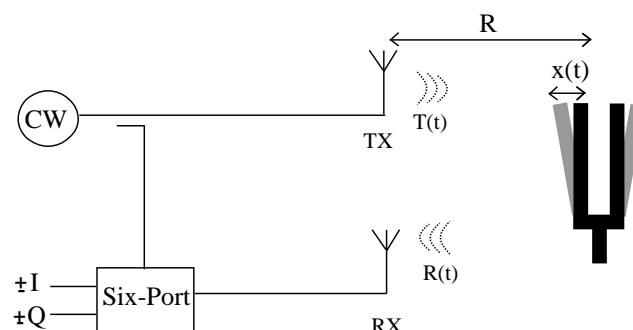 R
x(t)
CW
T(t)
TX
R(t)
±I
Six-Port
±Q
RX